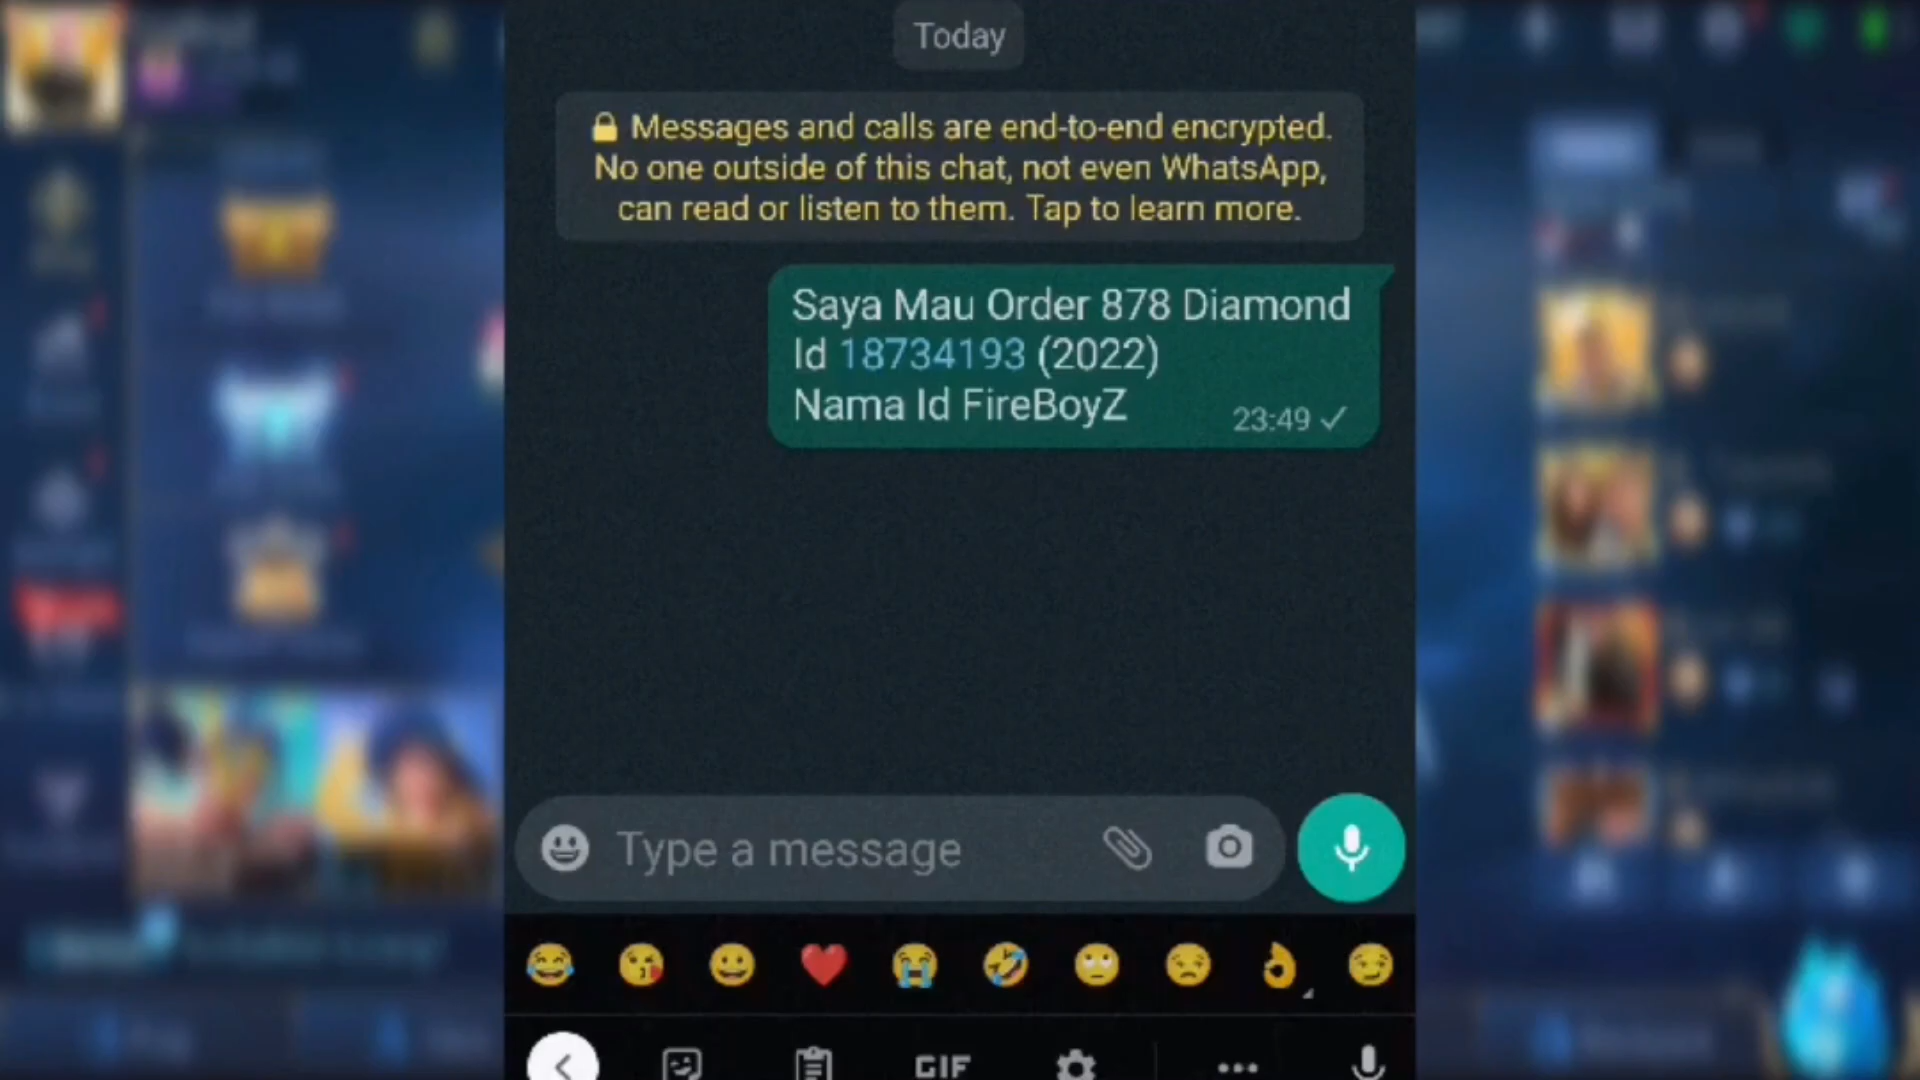 Today
Messages and calls are end-to-end encrypted.
No one outside of this chat, not even WhatsApp,
can read or listen to them. Tap to learn more.
Saya Mau Order 878 Diamond
Id 18734193 (2022)
Nama Id FireBoyZ
23:49
Type a message
GIF